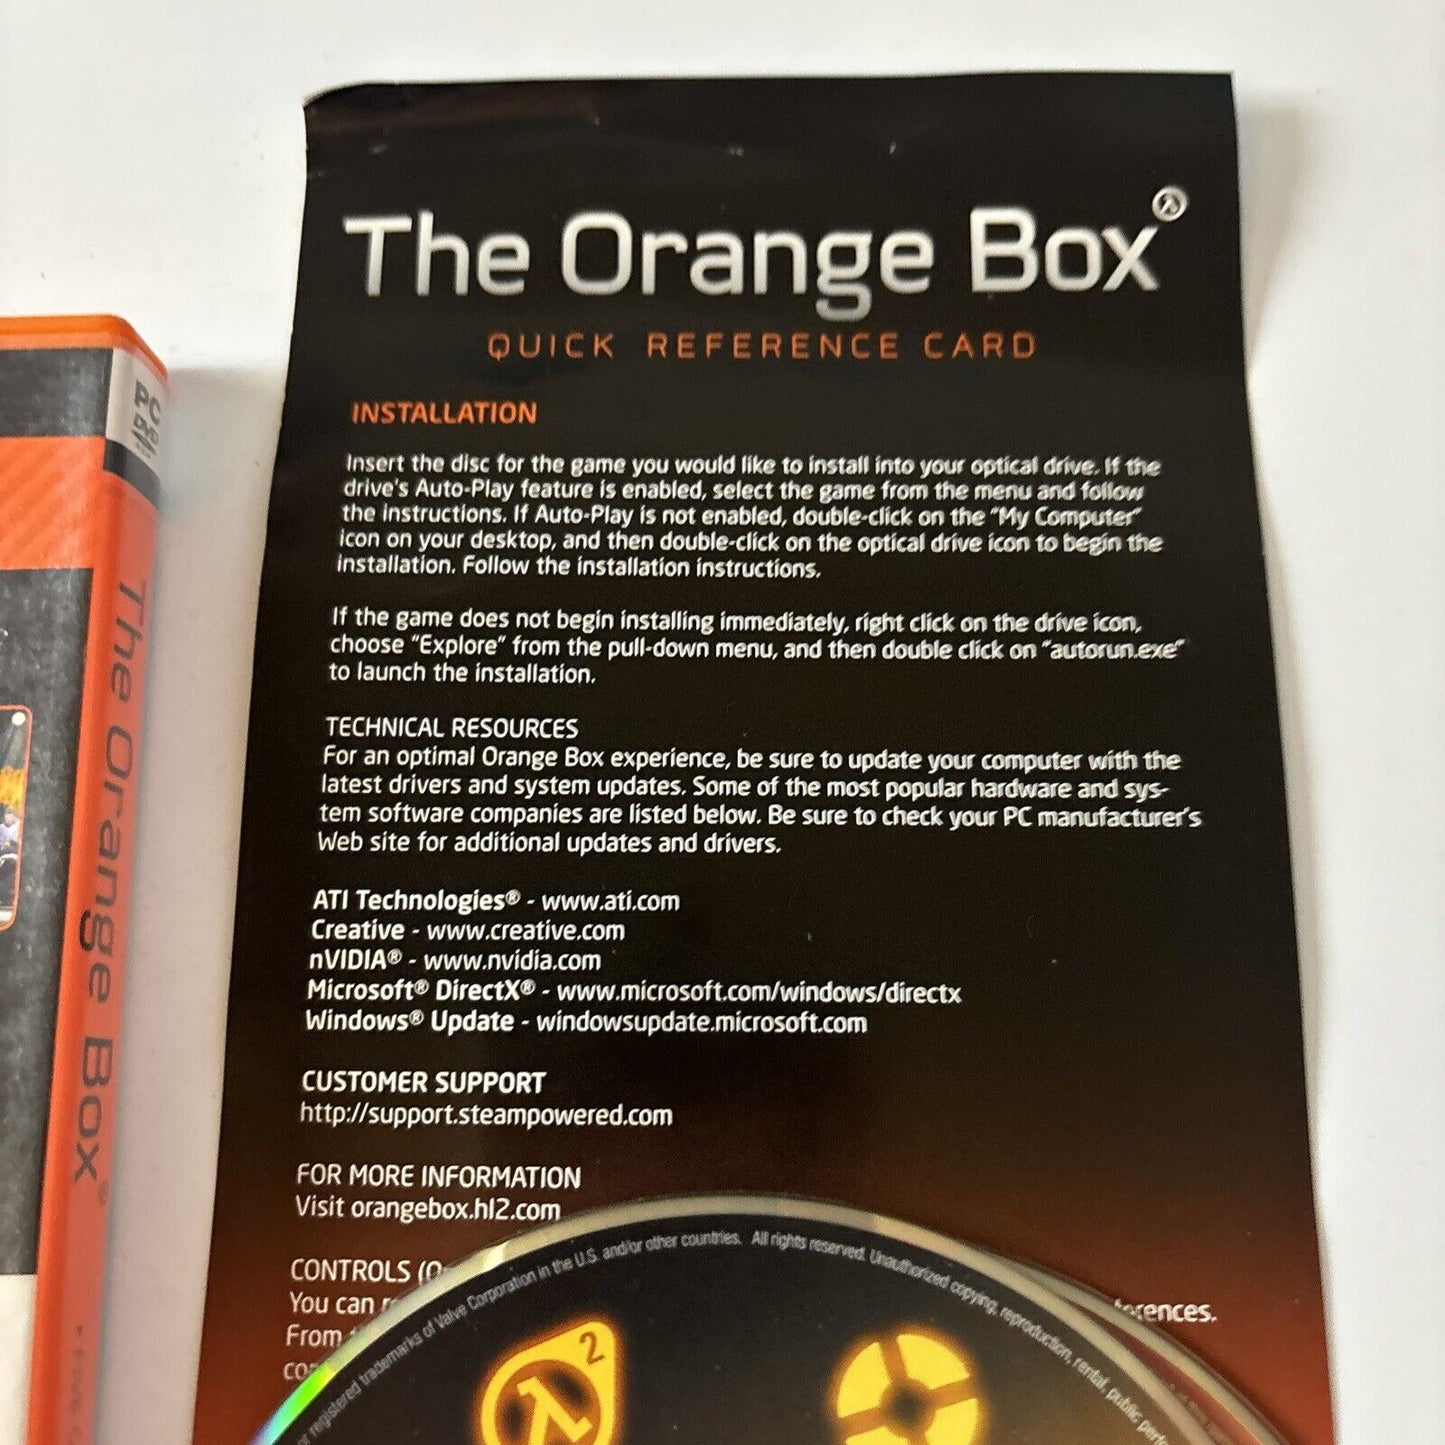 The Orange Box
QUICK REFERENCE CARD
INSTALLATION
Insert the disc for the game you would like to install into your optical drive. If the
drive's Auto-Play feature is enabled, select the game from the menu and follow
the instructions. If Auto-Play is not enabled, double-click on the "My Computer"
icon on your desktop, and then double-click on the optical drive icon to begin the
installation. Follow the installation instructions.
If the game does not begin installing immediately, right click on the drive icon,
choose "Explore" from the pull-down menu, and then double click on "autorun.exe"
to launch the installation.
TECHNICAL RESOURCES
For an optimal Orange Box experience, be sure to update your computer with the
latest drivers and system updates. Some of the most popular hardware and sys-
tem software companies are listed below. Be sure to check your PC manufacturer's
Web site for additional updates and drivers.
ATI Technologies® - www.ati.com
Creative - www.creative.com
nVIDIA® - www.nvidia.com
Microsoft® DirectX® - www.microsoft.com/windows/directx
Windows® Update - windowsupdate.microsoft.com
CUSTOMER SUPPORT
http://support.steampowered.com
FOR MORE INFORMATION
Visit orangebox.hl2.com
CONTROLS
You can
From
or registered trademarks of Valve Corporation in the U.S. and/or other countries. All rights reserved. Unauthorized copying, reproduction, rental, public
λ2
PC
DVD
The Orange Box